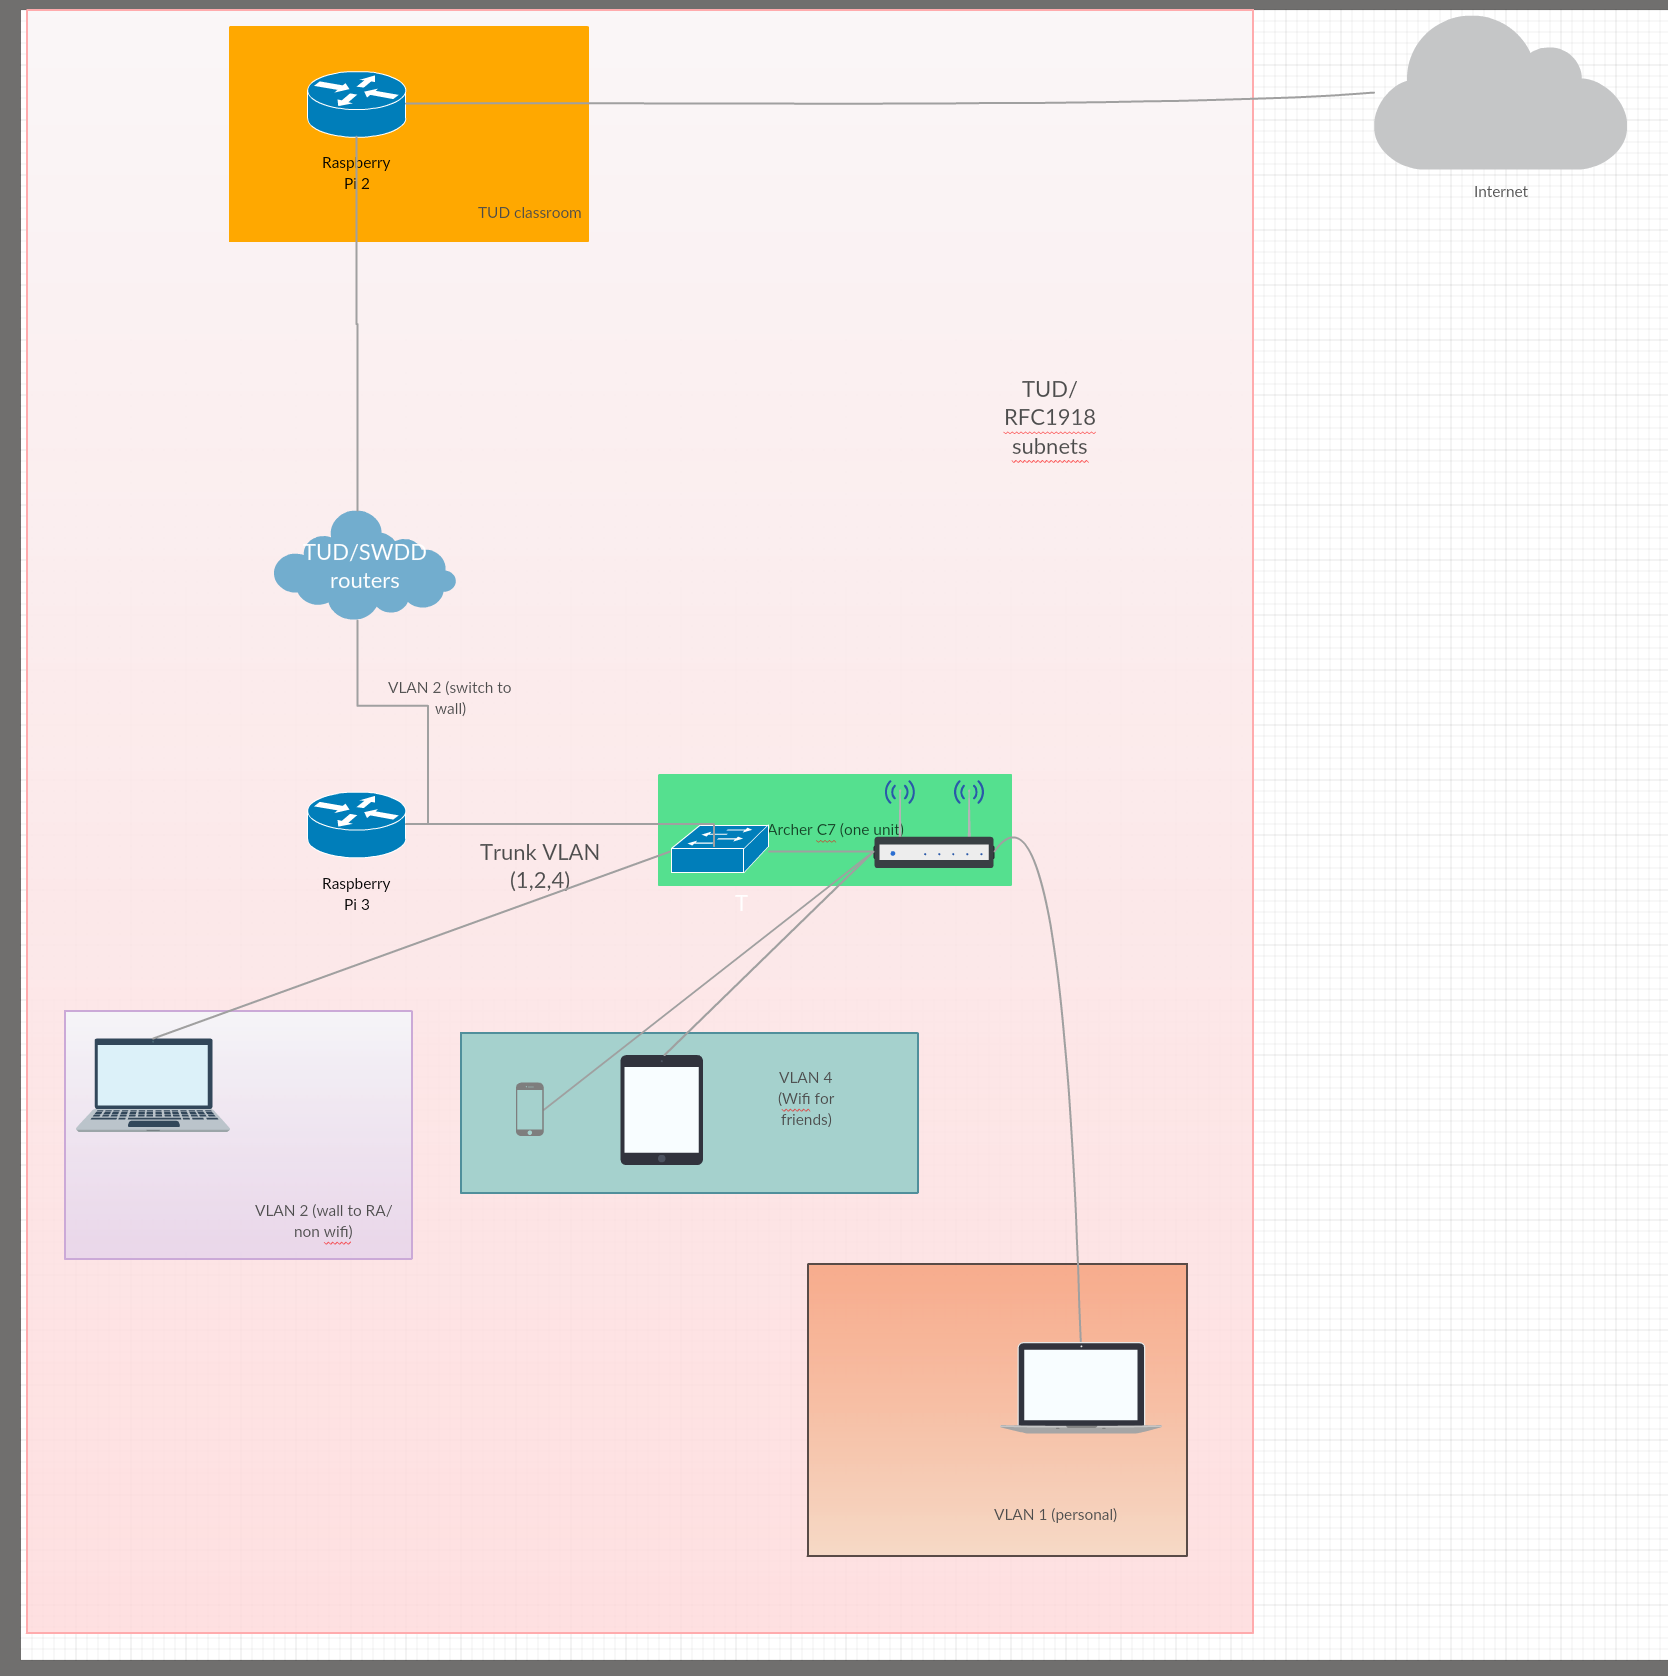 Raspberry
Pi 2
TUD classroom
Internet
TUD/
RFC1918
subnets
TUD/SWDD
routers
VLAN 2 (switch to
wall)
Archer C7 (one unit)
Trunk VLAN
(1,2,4)
Raspberry
Pi 3
T
VLAN 4
(Wifi for
friends)
VLAN 2 (wall to RA/
non wifi)
VLAN 1 (personal)